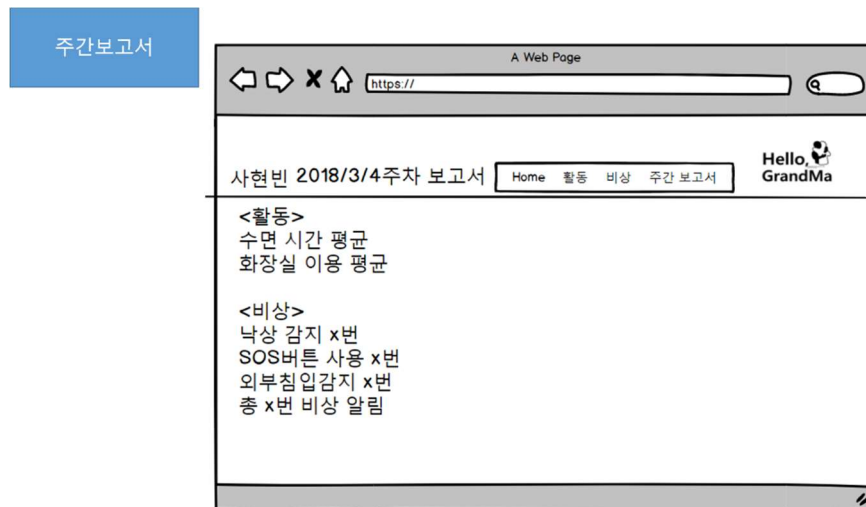 주간보고서
A Web Page
https://
사현빈 2018/3/4주차 보고서
Home 활동 비상 주간 보고서
Hello,
GrandMa
<활동>
수면 시간 평균
화장실 이용 평균
<비상>
낙상 감지 x번
SOS버튼 사용 x번
외부침입감지 x번
총 x번 비상 알림